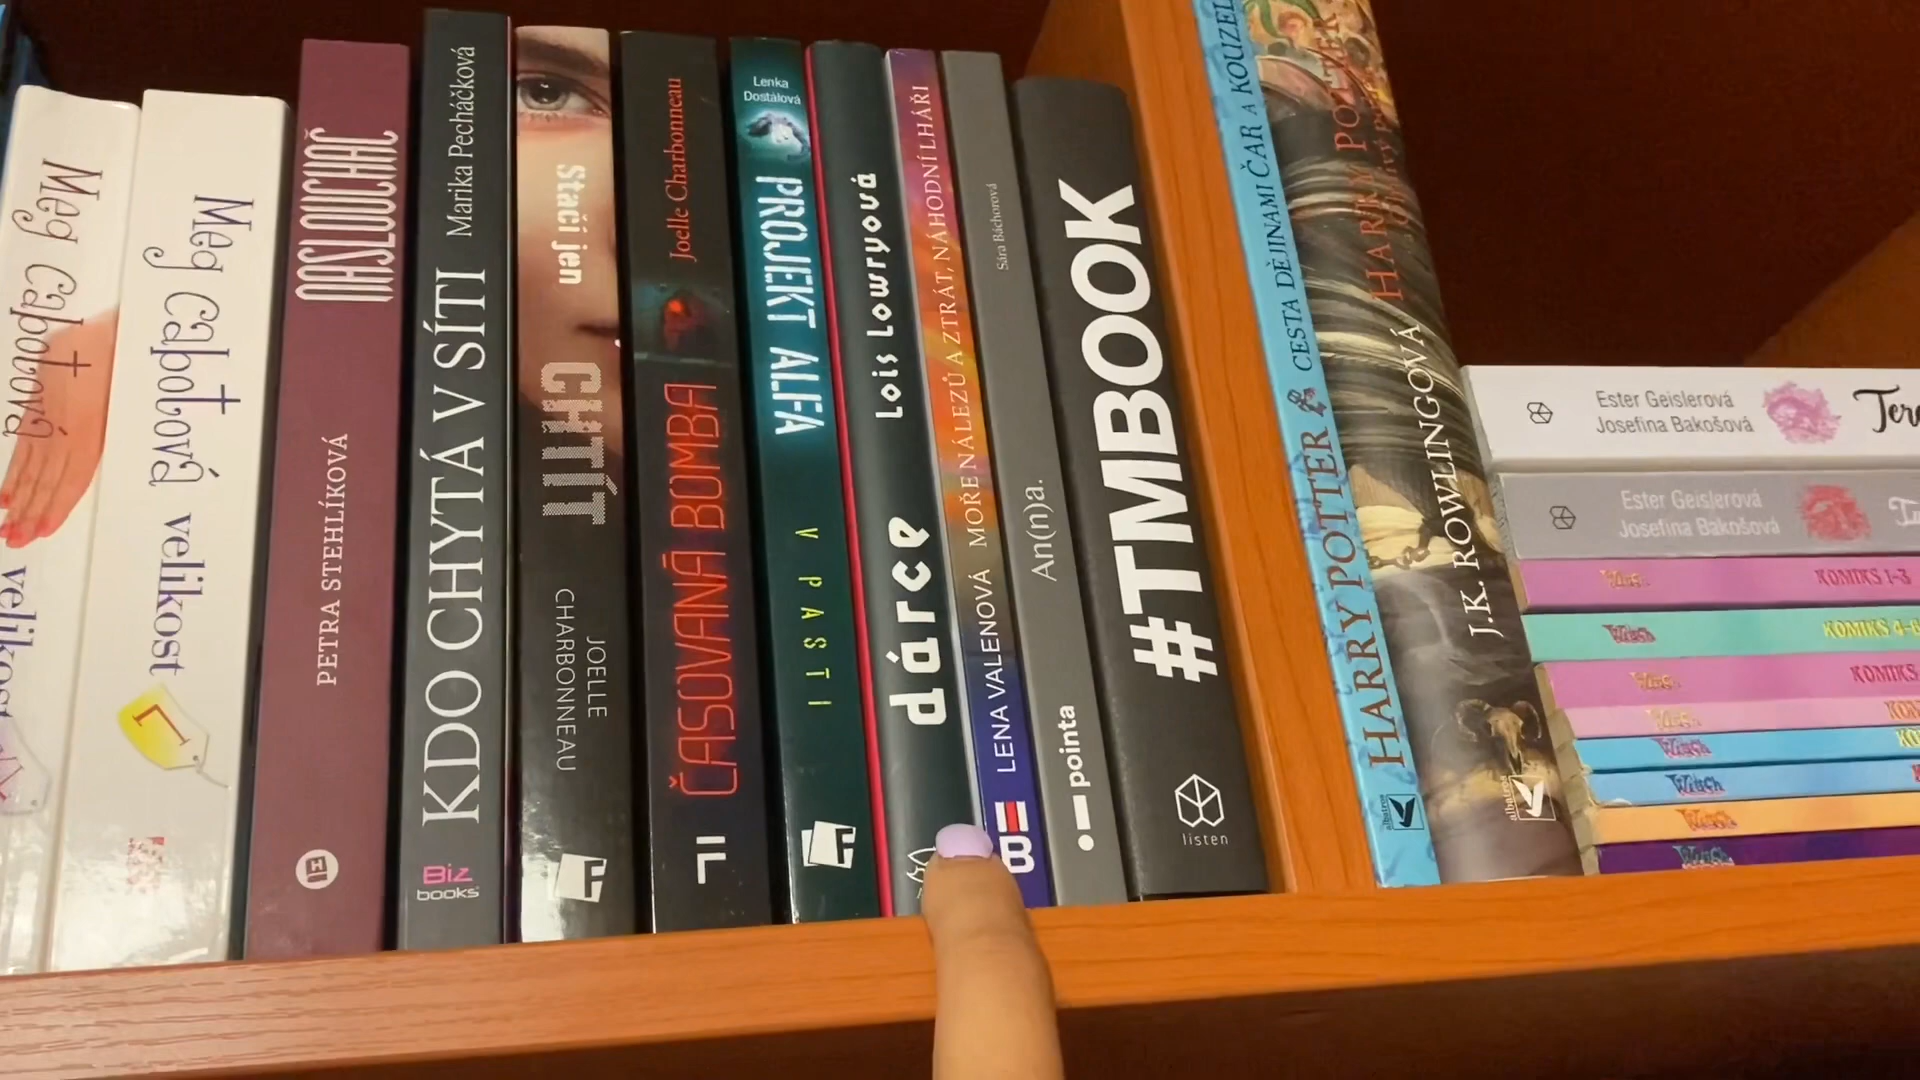 Meg Cabotová velikost
Meg Cabotová velikost
L
PETRA STEHLÍKOVÁ
KDO CHYTÁ V SÍTI Marika Pecháčková
Biz
books
Stačí jen
CHTÍT
JOELLE
CHARBONNEAU
Joelle Charbonneau
ČASOVANÁ BOMBA
Lenka
Dostálová
PROJEKT ALFA
V PASTI
Lois Lowryová
dárce
LENA VALENOVÁ MOŘE NÁLEZŮ A ZTRÁT, NÁHODNÍ LHÁŘI
B
Sára Báchorová
An(n)a.
pointa
#TMBOOK
listen
HARRY POTTER CESTA DĚJINAMI ČAR A KOUZEL
albatros
J.K. ROWLINGOVÁ HARRY POTTER
albatros
Ester Geislerová
Josefina Bakošová
Ester Geislerová
Josefina Bakošová
Witch KOMIKS 1-3
Witch KOMIKS 4-6
Witch KOMIKS
Witch
Witch
Witch
Witch
Witch